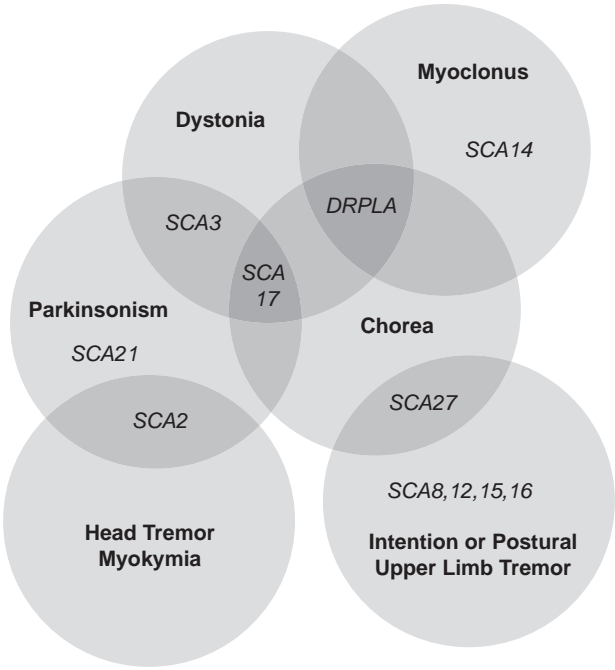 Myoclonus
Dystonia
SCA14
DRPLA
SCA3
SCA
17
Parkinsonism
Chorea
SCA21
SCA27
SCA2
SCA8,12,15,16
Head Tremor
Myokymia
Intention or Postural
Upper Limb Tremor